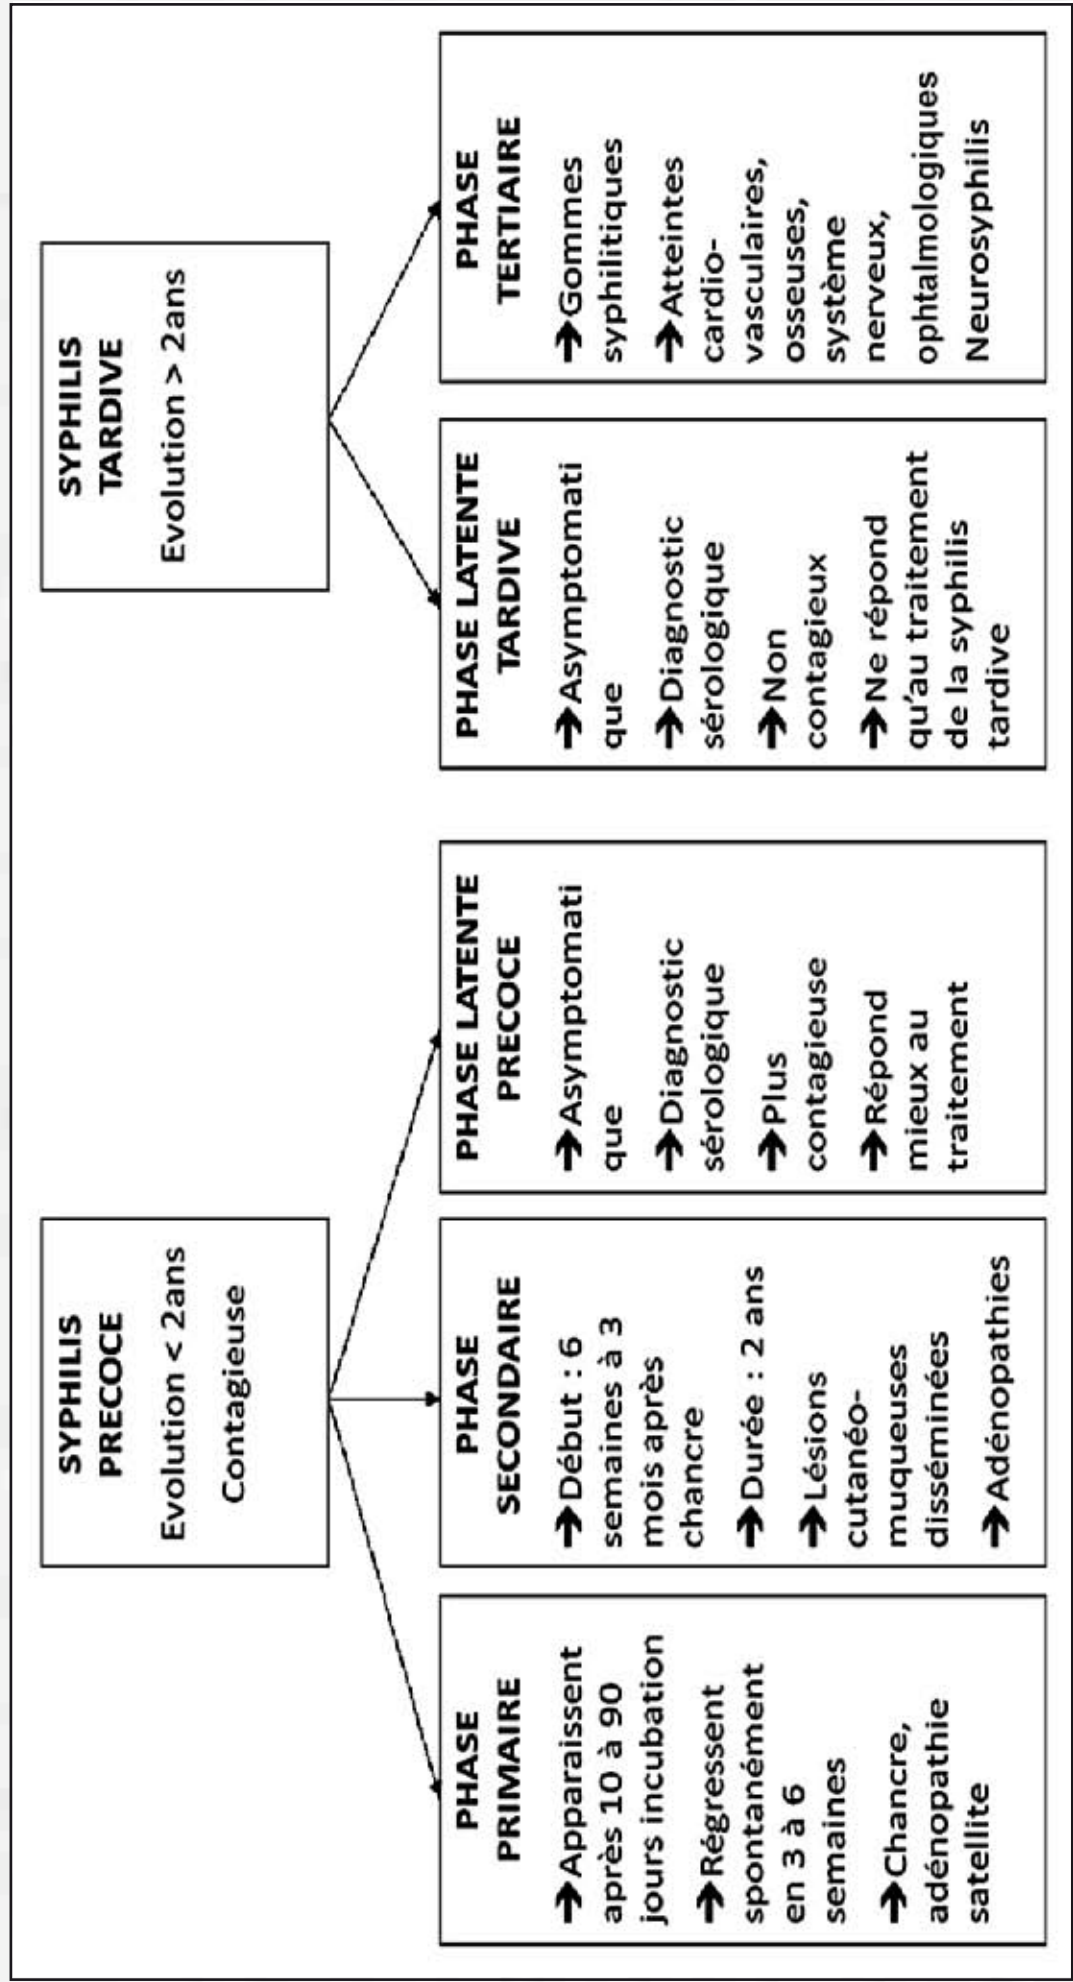 SYPHILIS
PRECOCE
Evolution < 2ans
Contagieuse
PHASE
PRIMAIRE
➔Apparaissent
après 10 à 90
jours incubation
➔Régressent
spontanément
en 3 à 6
semaines
➔Chancre,
adénopathie
satellite
PHASE
SECONDAIRE
➔Début : 6
semaines à 3
mois après
chancre
➔Durée : 2 ans
➔Lésions
cutanéo-
muqueuses
disséminées
➔Adénopathies
PHASE LATENTE
PRECOCE
➔Asymptomati
que
➔Diagnostic
sérologique
➔Plus
contagieuse
➔Répond
mieux au
traitement
SYPHILIS
TARDIVE
Evolution > 2ans
PHASE LATENTE
TARDIVE
➔Asymptomati
que
➔Diagnostic
sérologique
➔Non
contagieux
➔Ne répond
qu'au traitement
de la syphilis
tardive
PHASE
TERTIAIRE
➔Gommes
syphilitiques
➔Atteintes
cardio-
vasculaires,
osseuses,
système
nerveux,
ophtalmologiques
Neurosyphilis